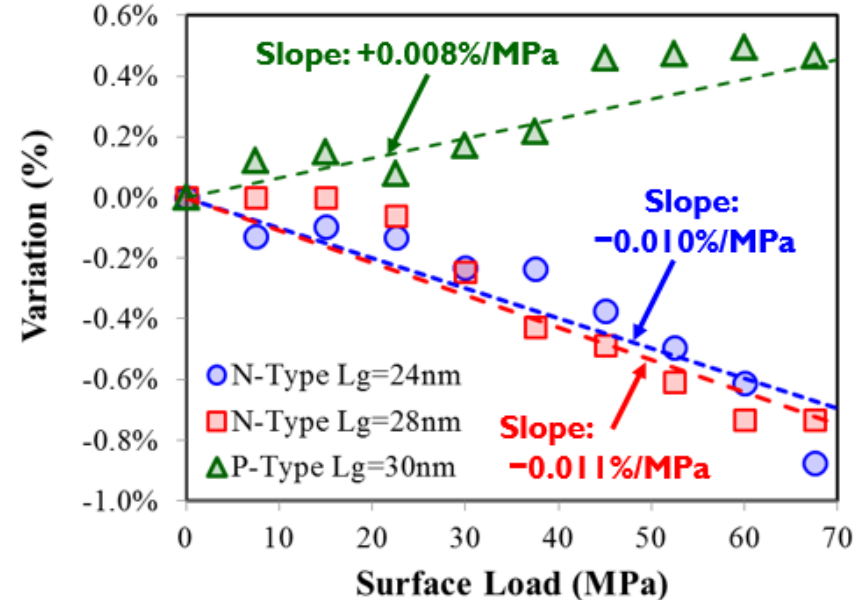 0.6%
0.4%
0.2%
0.0%
-0.2%
-0.4%
-0.6%
-0.8%
-1.0%
Variation (%)
Slope: +0.008%/MPa
Slope:
−0.010%/MPa
N-Type Lg=24nm
N-Type Lg=28nm
P-Type Lg=30nm
Slope:
−0.011%/MPa
0 10 20 30 40 50 60 70
Surface Load (MPa)